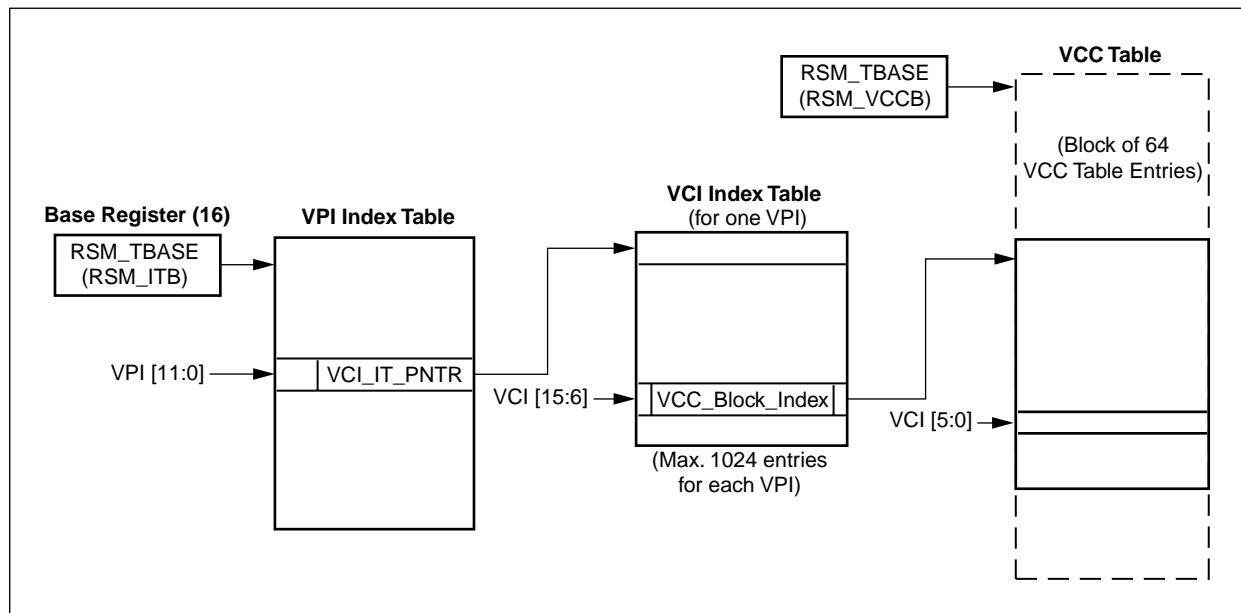 VCC Table
RSM_TBASE
(RSM_VCCB)
(Block of 64
VCC Table Entries)
VCI Index Table
(for one VPI)
Base Register (16)
VPI Index Table
RSM_TBASE
(RSM_ITB)
VPI [11:0]
VCI_IT_PNTR
VCI [15:6]
VCC_Block_Index
VCI [5:0]
(Max. 1024 entries
for each VPI)